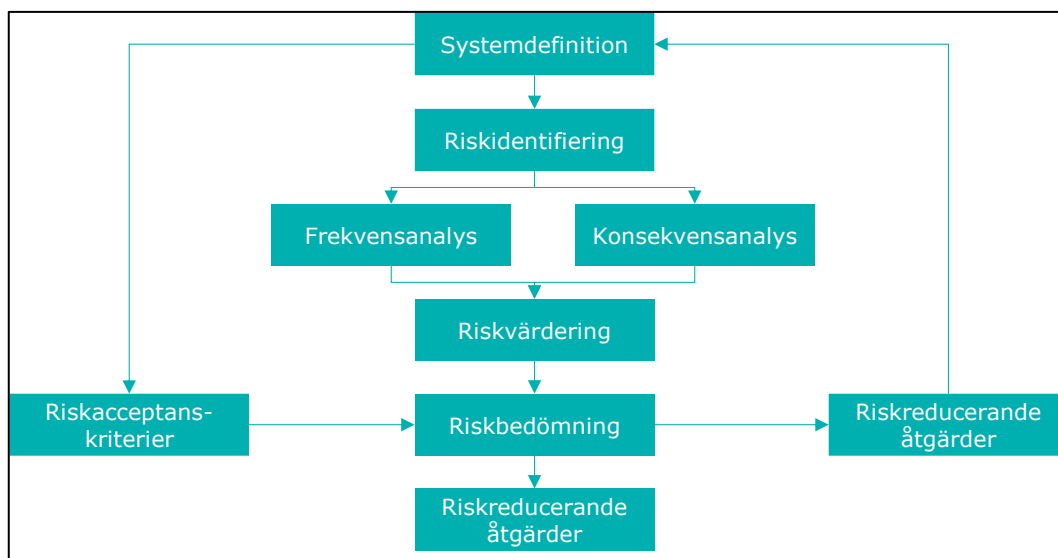 Systemdefinition
Riskidentifiering
Frekvensanalys
Konsekvensanalys
Riskvärdering
Riskacceptans-
kriterier
Riskbedömning
Riskreducerande
åtgärder
Riskreducerande
åtgärder